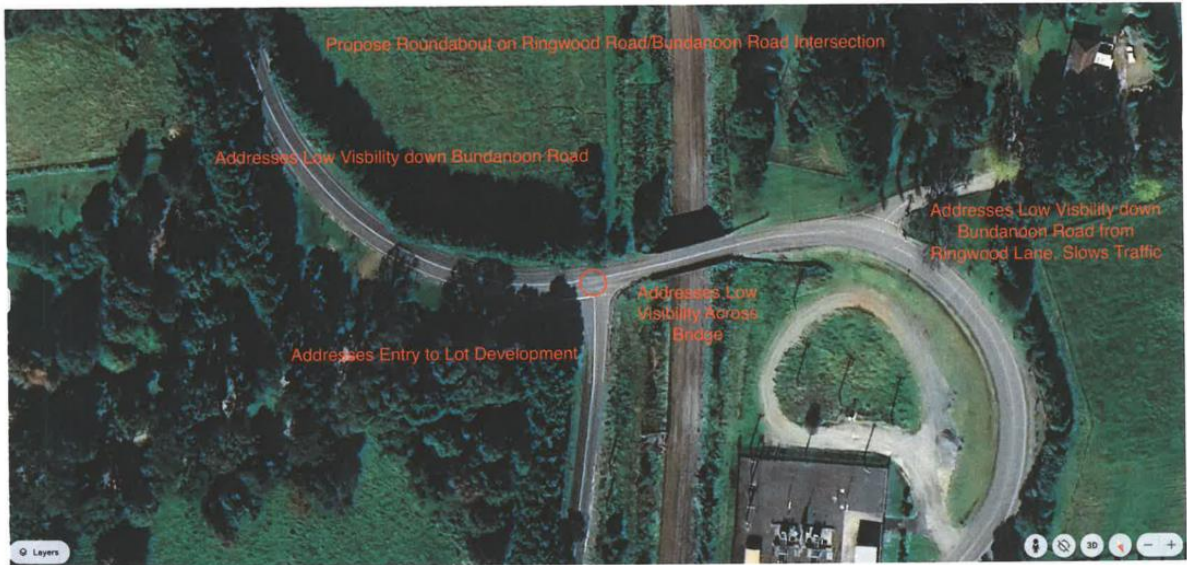 Propose Roundabout on Ringwood Road/Bundanoon Road Intersection
Addresses Low Visbility down Bundanoon Road
Addresses Low Visbility down
Bundanoon Road from
Ringwood Lane, Slows Traffic
Addresses Low
Visibility Across
Bridge
Addresses Entry to Lot Development
Layers
3D